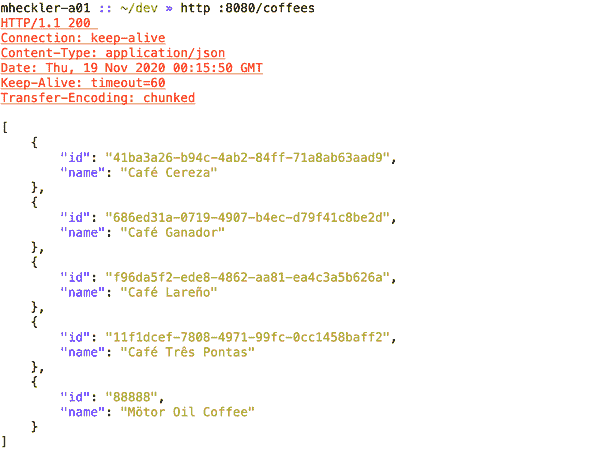 mheckler-a01 :: ~/dev » http :8080/coffees
HTTP/1.1 200
Connection: keep-alive
Content-Type: application/json
Date: Thu, 19 Nov 2020 00:15:50 GMT
Keep-Alive: timeout=60
Transfer-Encoding: chunked
[
    {
        "id": "41ba3a26-b94c-4ab2-84ff-71a8ab63aad9",
        "name": "Café Cereza"
    },
    {
        "id": "686ed31a-0719-4907-b4ec-d79f41c8be2d",
        "name": "Café Ganador"
    },
    {
        "id": "f96da5f2-ede8-4862-aa81-ea4c3a5b626a",
        "name": "Café Lareño"
    },
    {
        "id": "11f1dcef-7808-4971-99fc-0cc1458baff2",
        "name": "Café Três Pontas"
    },
    {
        "id": "88888",
        "name": "Mötor Oil Coffee"
    }
]